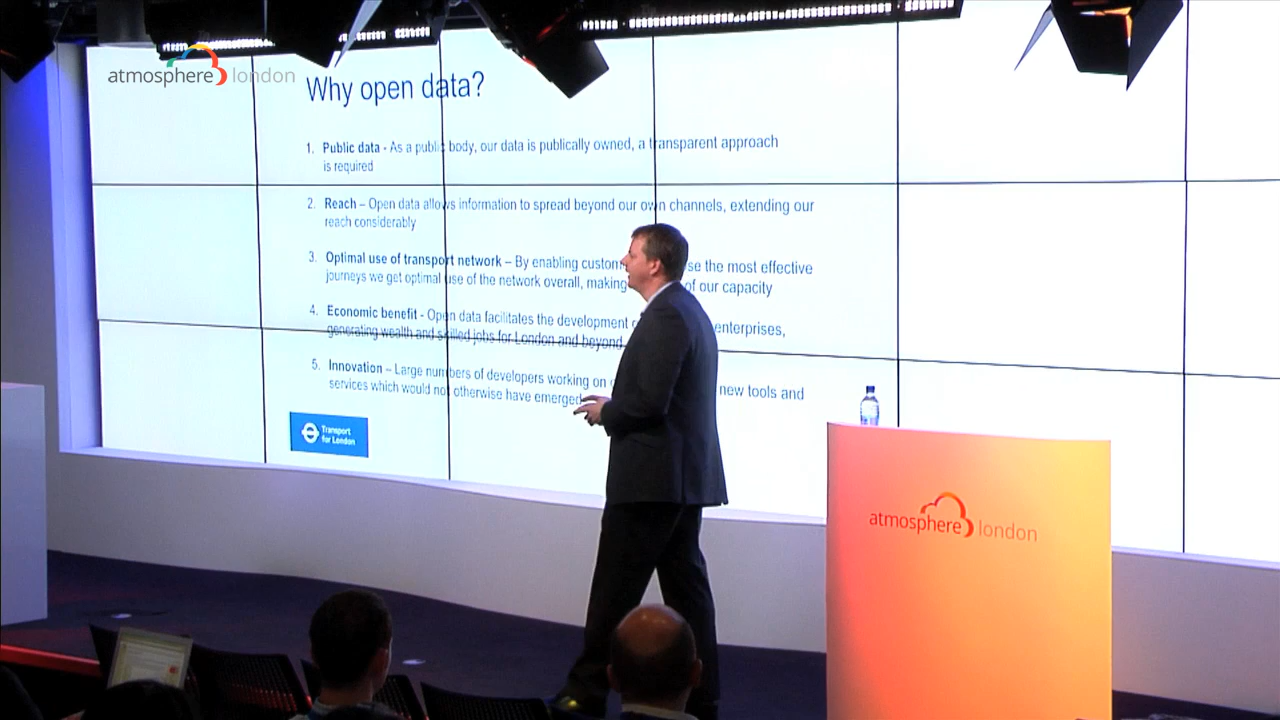 atmosphere london
Why open data?
1. Public data - As a public body, our data is publically owned, a transparent approach
is required
2. Reach – Open data allows information to spread beyond our own channels, extending our
reach considerably
3. Optimal use of transport network – By enabling se the most effective
journeys we get optimal use of the network overall, making of our capacity
4. Economic benefit - Open data facilitates the development enterprises,
generating wealth and skilled jobs for London and beyond
5. Innovation – Large numbers of developers working on new tools and
services which would not otherwise have emerged
Transport
for London
atmosphere london